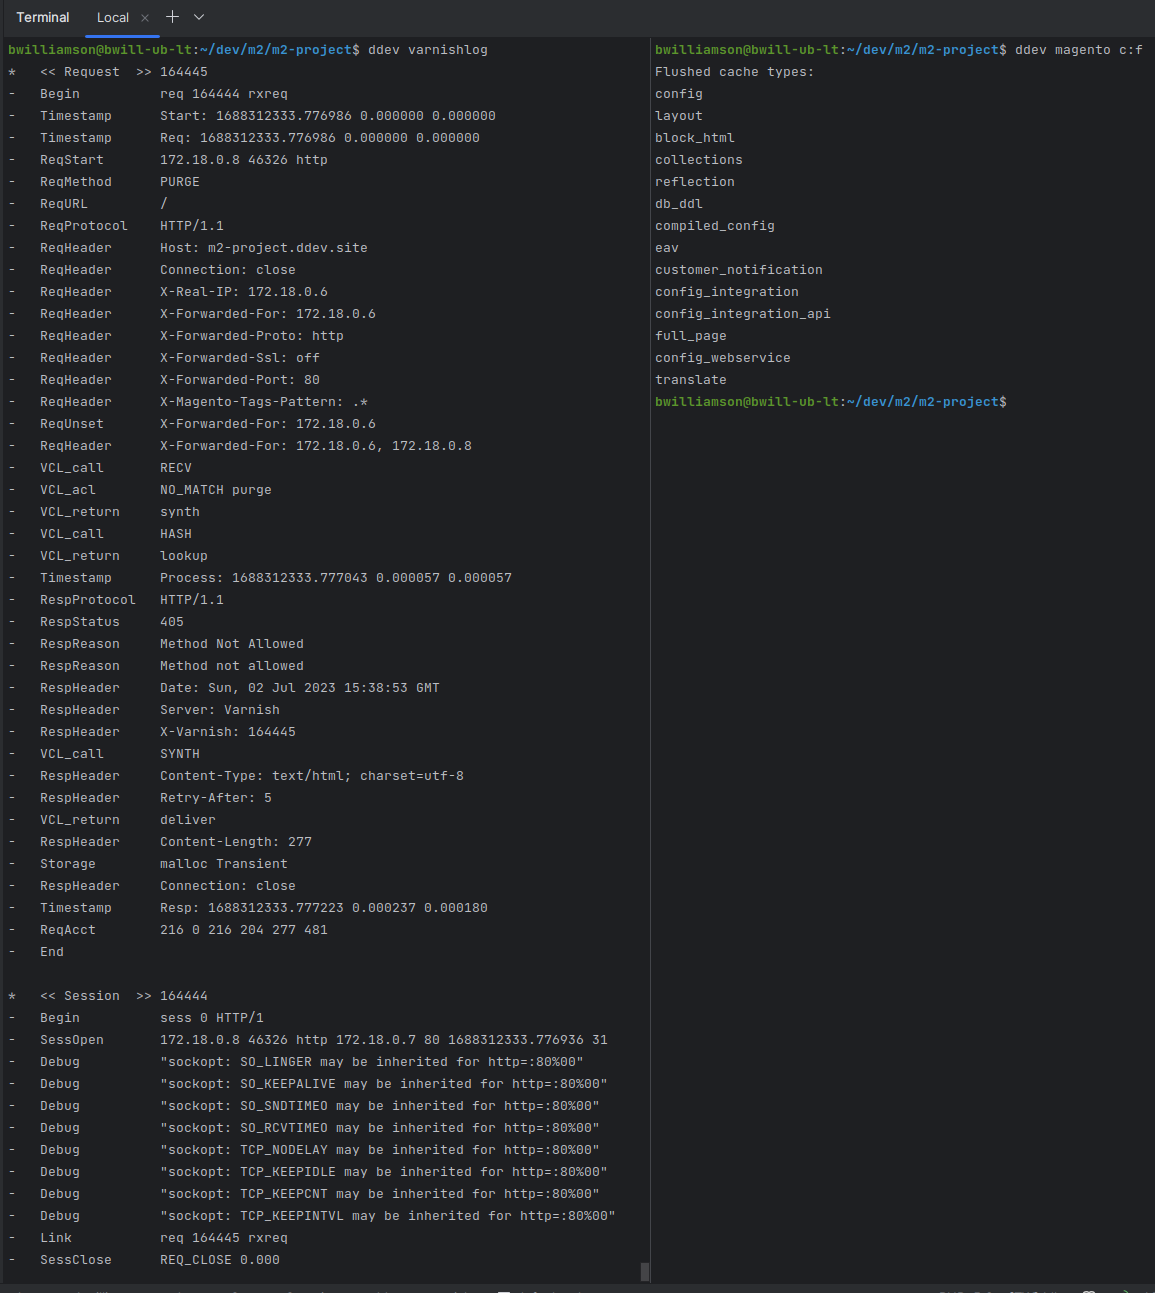 Terminal
Local
bwilliamson@bwill-ub-lt:~/dev/m2/m2-project$ ddev varnishlog
* << Request >> 164445
- Begin req 164444 rxreq
- Timestamp Start: 1688312333.776986 0.000000 0.000000
- Timestamp Req: 1688312333.776986 0.000000 0.000000
- ReqStart 172.18.0.8 46326 http
- ReqMethod PURGE
- ReqURL /
- ReqProtocol HTTP/1.1
- ReqHeader Host: m2-project.ddev.site
- ReqHeader Connection: close
- ReqHeader X-Real-IP: 172.18.0.6
- ReqHeader X-Forwarded-For: 172.18.0.6
- ReqHeader X-Forwarded-Proto: http
- ReqHeader X-Forwarded-Ssl: off
- ReqHeader X-Forwarded-Port: 80
- ReqHeader X-Magento-Tags-Pattern: .*
- ReqUnset X-Forwarded-For: 172.18.0.6
- ReqHeader X-Forwarded-For: 172.18.0.6, 172.18.0.8
- VCL_call RECV
- VCL_acl NO_MATCH purge
- VCL_return synth
- VCL_call HASH
- VCL_return lookup
- Timestamp Process: 1688312333.777043 0.000057 0.000057
- RespProtocol HTTP/1.1
- RespStatus 405
- RespReason Method Not Allowed
- RespReason Method not allowed
- RespHeader Date: Sun, 02 Jul 2023 15:38:53 GMT
- RespHeader Server: Varnish
- RespHeader X-Varnish: 164445
- VCL_call SYNTH
- RespHeader Content-Type: text/html; charset=utf-8
- RespHeader Retry-After: 5
- VCL_return deliver
- RespHeader Content-Length: 277
- Storage malloc Transient
- RespHeader Connection: close
- Timestamp Resp: 1688312333.777223 0.000237 0.000180
- ReqAcct 216 0 216 204 277 481
- End
* << Session >> 164444
- Begin sess 0 HTTP/1
- SessOpen 172.18.0.8 46326 http 172.18.0.7 80 1688312333.776936 31
- Debug "sockopt: SO_LINGER may be inherited for http=:80%00"
- Debug "sockopt: SO_KEEPALIVE may be inherited for http=:80%00"
- Debug "sockopt: SO_SNDTIMEO may be inherited for http=:80%00"
- Debug "sockopt: SO_RCVTIMEO may be inherited for http=:80%00"
- Debug "sockopt: TCP_NODELAY may be inherited for http=:80%00"
- Debug "sockopt: TCP_KEEPIDLE may be inherited for http=:80%00"
- Debug "sockopt: TCP_KEEPCNT may be inherited for http=:80%00"
- Debug "sockopt: TCP_KEEPINTVL may be inherited for http=:80%00"
- Link req 164445 rxreq
- SessClose REQ_CLOSE 0.000
bwilliamson@bwill-ub-lt:~/dev/m2/m2-project$ ddev magento c:f
Flushed cache types:
config
layout
block_html
collections
reflection
db_ddl
compiled_config
eav
customer_notification
config_integration
config_integration_api
full_page
config_webservice
translate
bwilliamson@bwill-ub-lt:~/dev/m2/m2-project$